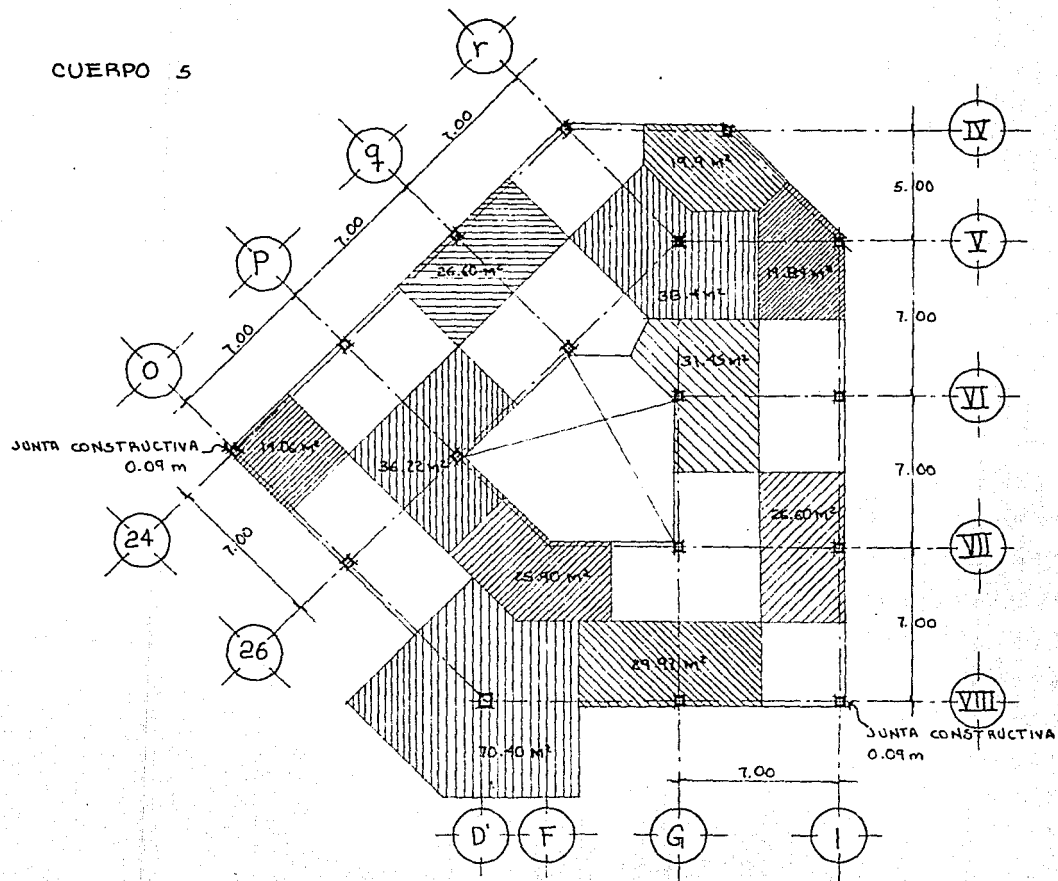 CUERPO 5
r
7.00
q
IV
19.9 M²
5.00
7.00
P
V
26.60 M²
38.4 M²
7.00
7.00
O
31.45 M²
VI
JUNTA CONSTRUCTIVA
0.09 m
14.06 M²
36.22 M²
7.00
24
7.00
26.60 M²
VII
25.90 M²
7.00
26
29.97 M²
VIII
70.40 M²
JUNTA CONSTRUCTIVA
0.09 m
7.00
D'
F
G
I